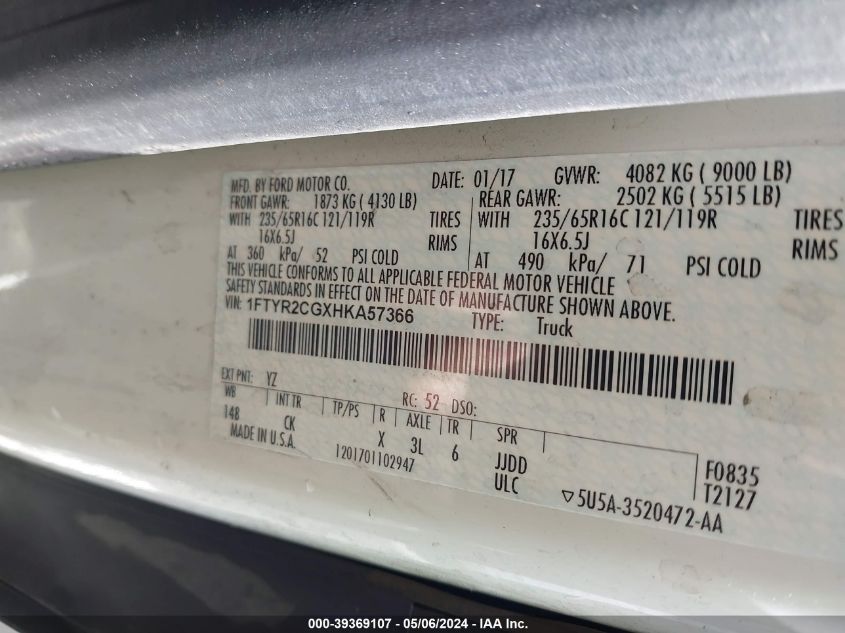 MFD. BY FORD MOTOR CO. DATE: 01/17 GVWR: 4082 KG ( 9000 LB)
FRONT GAWR: 1873 KG ( 4130 LB) REAR GAWR: 2502 KG ( 5515 LB)
WITH 235/65R16C 121/119R TIRES WITH 235/65R16C 121/119R TIRES
16X6.5J RIMS 16X6.5J RIMS
AT 360 kPa/ 52 PSI COLD AT 490 kPa/ 71 PSI COLD
THIS VEHICLE CONFORMS TO ALL APPLICABLE FEDERAL MOTOR VEHICLE
SAFETY STANDARDS IN EFFECT ON THE DATE OF MANUFACTURE SHOWN ABOVE.
VIN: 1FTYR2CGXHKA57366 TYPE: Truck
EXT PNT: YZ RC: 52 DSO:
WB INT TR TP/PS R AXLE TR SPR
148 CK X 3L 6 JJDD F0835
MADE IN U.S.A. 1201701102947 ULC T2127
▽5U5A-3520472-AA
000-39369107 - 05/06/2024 - IAA Inc.